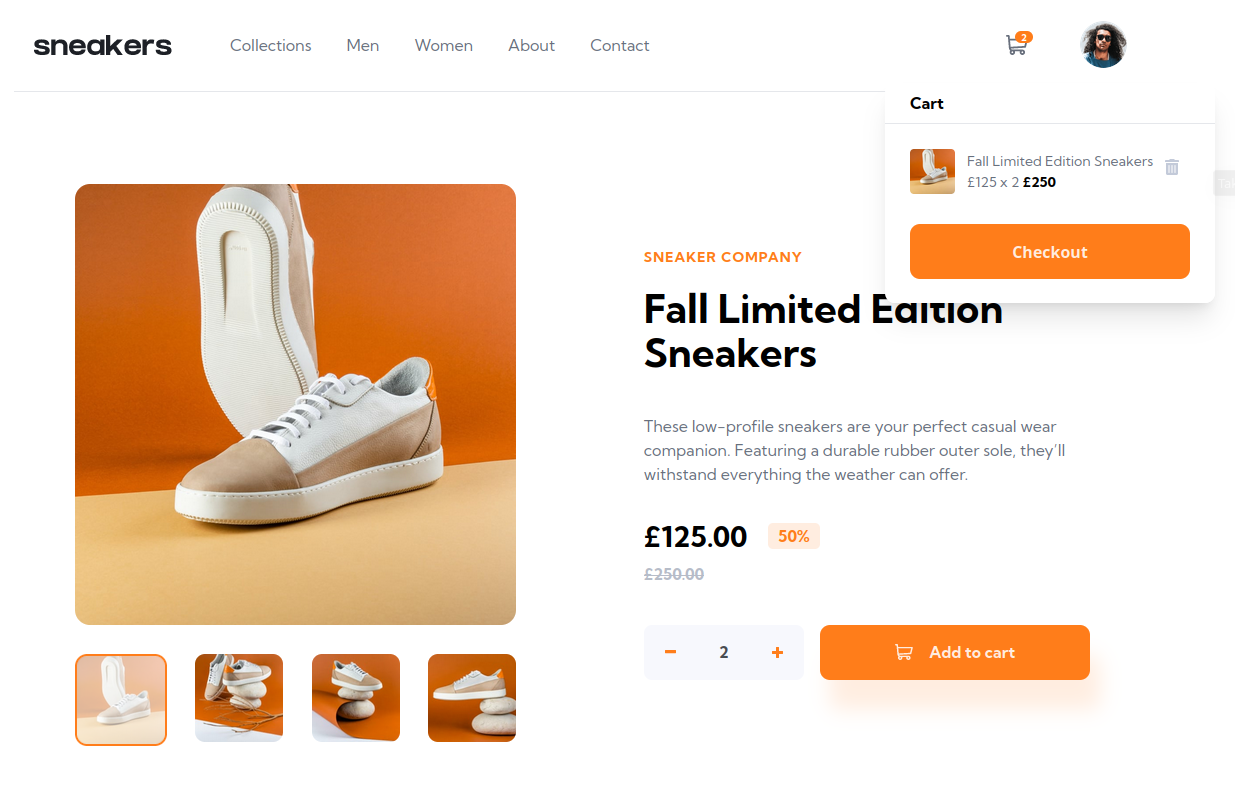 sneakers
Collections Men Women About Contact
2
Cart
Fall Limited Edition Sneakers
£125 x 2 £250
Checkout
SNEAKER COMPANY
Fall Limited Edition
Sneakers
These low-profile sneakers are your perfect casual wear
companion. Featuring a durable rubber outer sole, they’ll
withstand everything the weather can offer.
£125.00 50%
£250.00
2
Add to cart